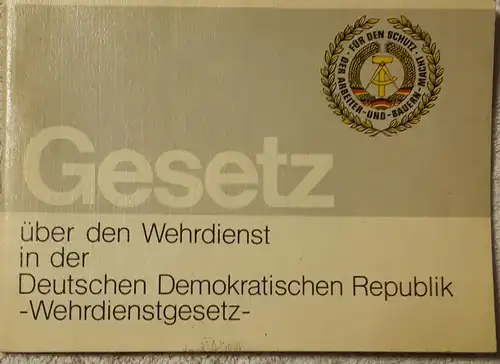 FÜR DEN SCHUTZ · DER ARBEITER-UND-BAUERN-MACHT ·
Gesetz
über den Wehrdienst
in der
Deutschen Demokratischen Republik
-Wehrdienstgesetz-